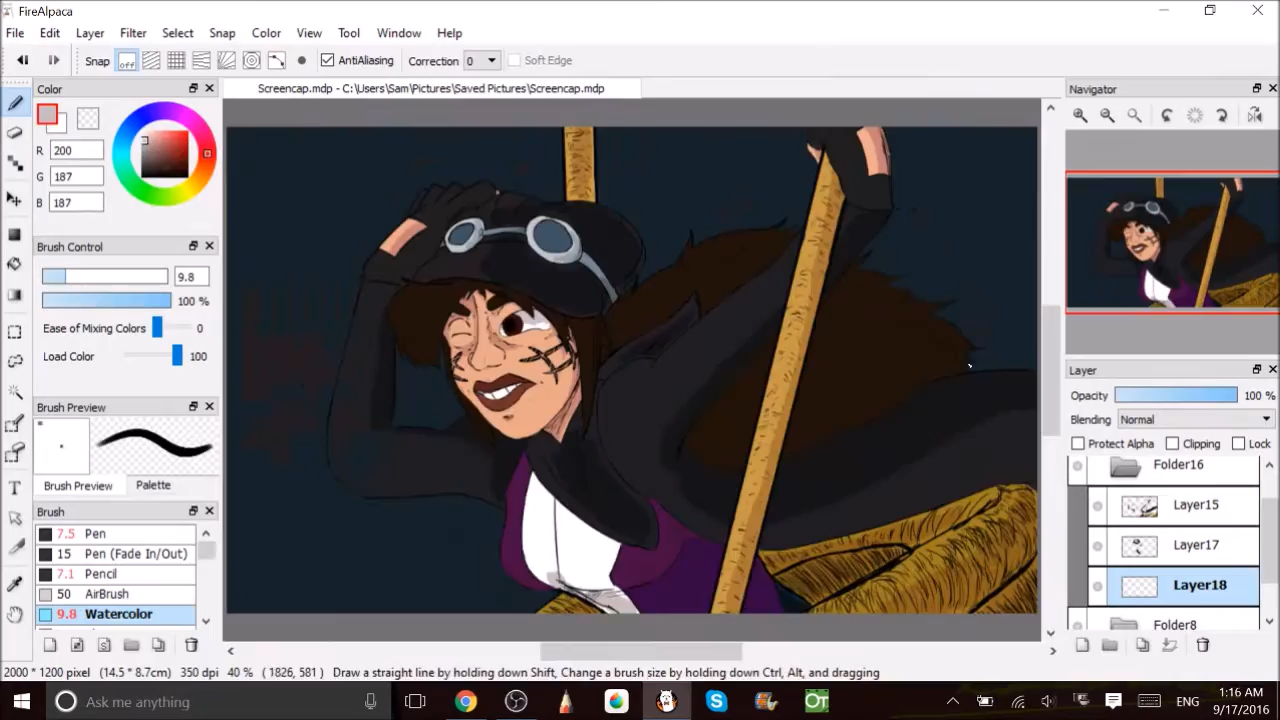 FireAlpaca
File Edit Layer Filter Select Snap Color View Tool Window Help
Snap off AntiAliasing Correction 0 Soft Edge
Color
Screencap.mdp - C:\Users\Sam\Pictures\Saved Pictures\Screencap.mdp
Navigator
R 200
G 187
B 187
Brush Control
9.8
100 %
Ease of Mixing Colors 0
Load Color 100
Brush Preview
Brush Preview Palette
Brush
7.5 Pen
15 Pen (Fade In/Out)
7.1 Pencil
50 AirBrush
9.8 Watercolor
Layer
Opacity 100 %
Blending Normal
Protect Alpha Clipping Lock
Folder16
Layer15
Layer17
Layer18
Folder8
2000 * 1200 pixel (14.5 * 8.7cm) 350 dpi 40 % (1826, 581) Draw a straight line by holding down Shift, Change a brush size by holding down Ctrl, Alt, and dragging
Ask me anything
OT
ENG
1:16 AM
9/17/2016